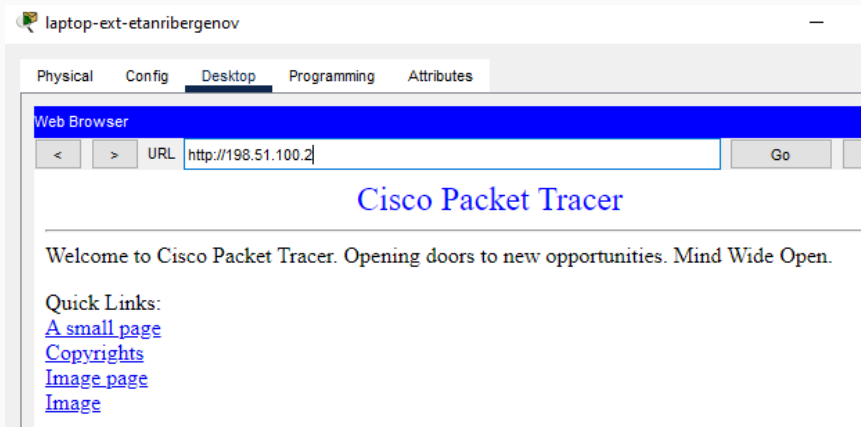 laptop-ext-etanribergenov
Physical Config Desktop Programming Attributes
Web Browser
< > URL http://198.51.100.2 Go
Cisco Packet Tracer
Welcome to Cisco Packet Tracer. Opening doors to new opportunities. Mind Wide Open.
Quick Links:
A small page
Copyrights
Image page
Image